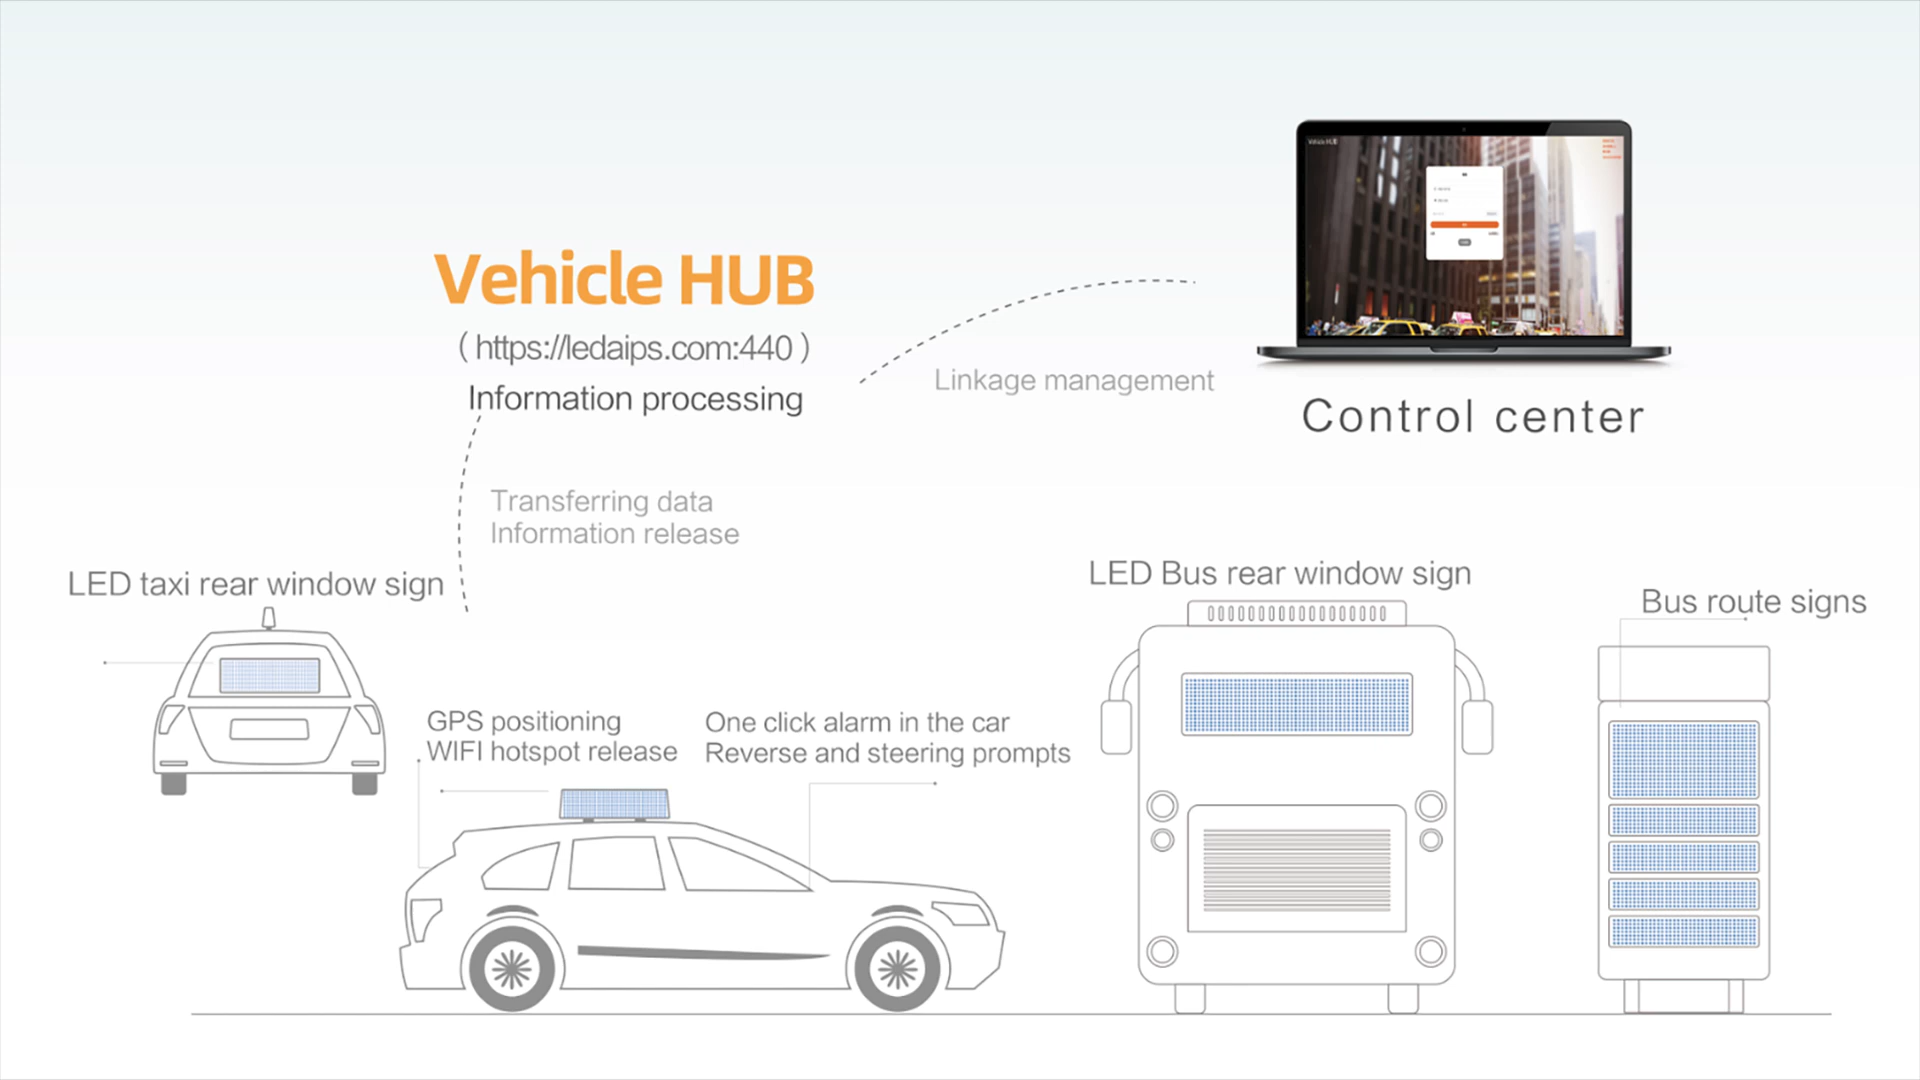 Vehicle HUB
Vehicle HUB
( https://ledaips.com:440 )
Information processing
Linkage management
Control center
Transferring data
Information release
LED taxi rear window sign
LED Bus rear window sign
Bus route signs
GPS positioning
WIFI hotspot release
One click alarm in the car
Reverse and steering prompts